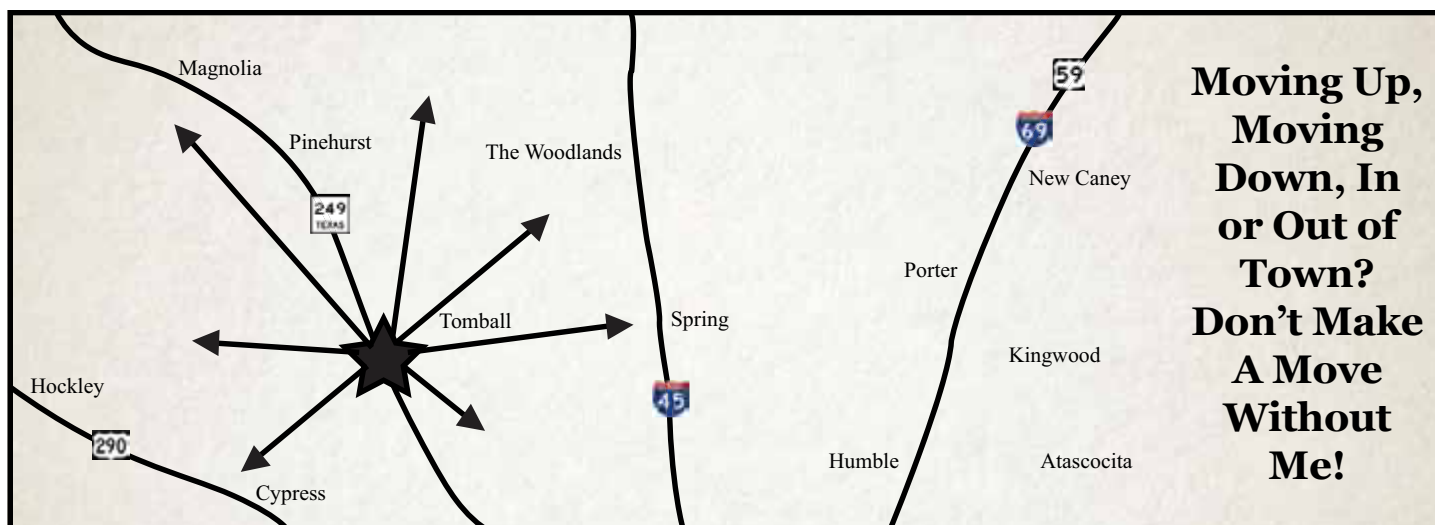 Magnolia
Pinehurst
249
TEXAS
The Woodlands
Tomball
Hockley
290
Cypress
Spring
45
59
69
New Caney
Porter
Kingwood
Humble
Atascocita
Moving Up,
Moving
Down, In
or Out of
Town?
Don’t Make
A Move
Without
Me!